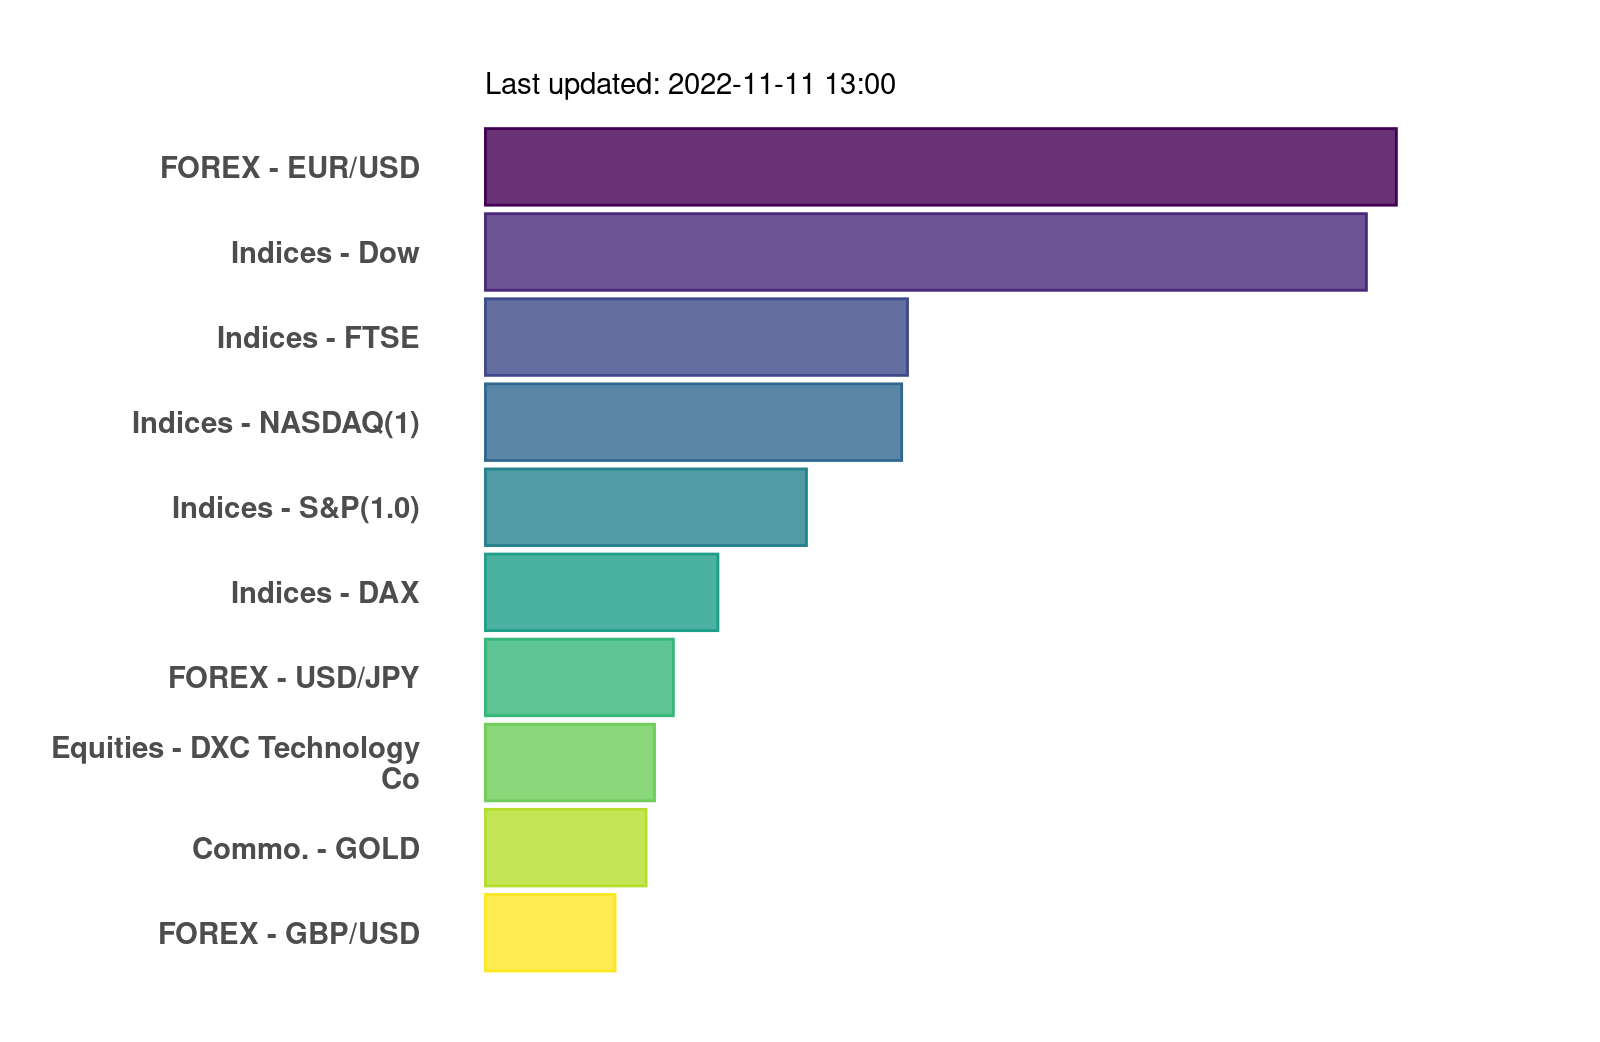 Last updated: 2022-11-11 13:00
FOREX - EUR/USD
Indices - Dow
Indices - FTSE
Indices - NASDAQ(1)
Indices - S&P(1.0)
Indices - DAX
FOREX - USD/JPY
Equities - DXC Technology
Co
Commo. - GOLD
FOREX - GBP/USD